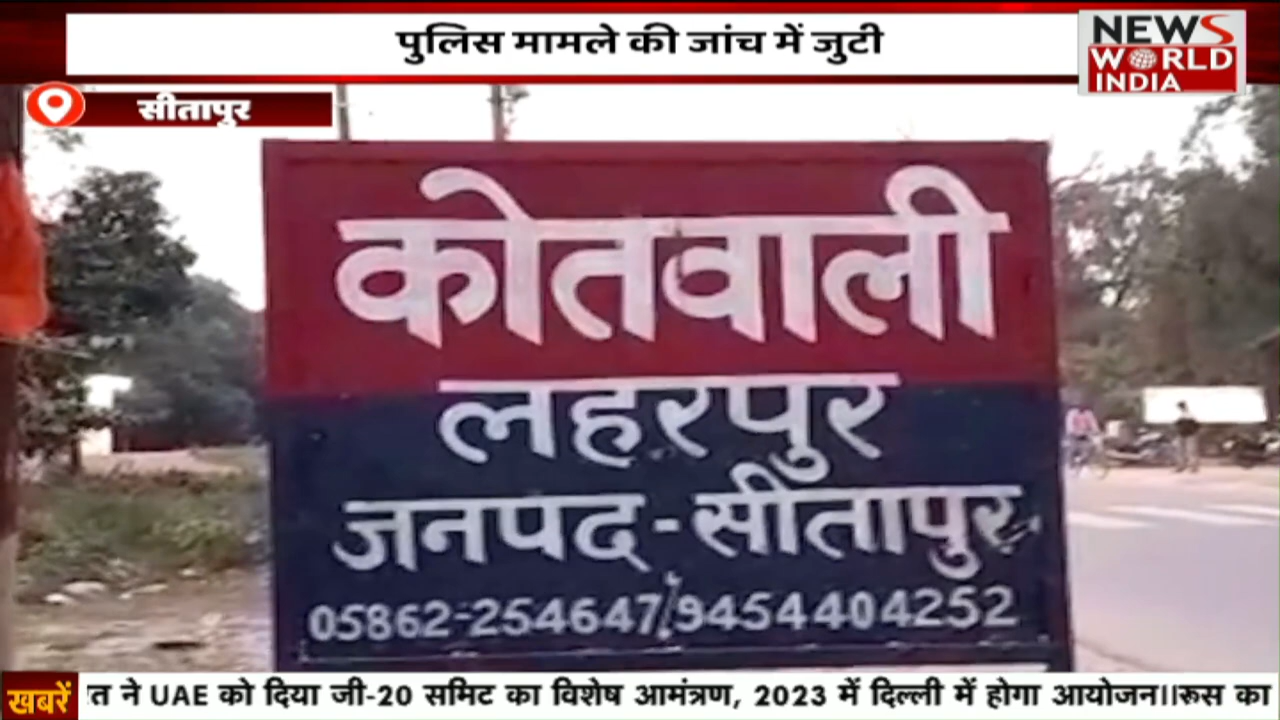 पुलिस मामले की जांच में जुटी
NEWS
WORLD
INDIA
सीतापुर
कोतवाली
लहरपुर
जनपद-सीतापुर
05862-254647/9454404252
खबरें
ने UAE को दिया जी-20 समिट का विशेष आमंत्रण, 2023 में दिल्ली में होगा आयोजन॥रूस का